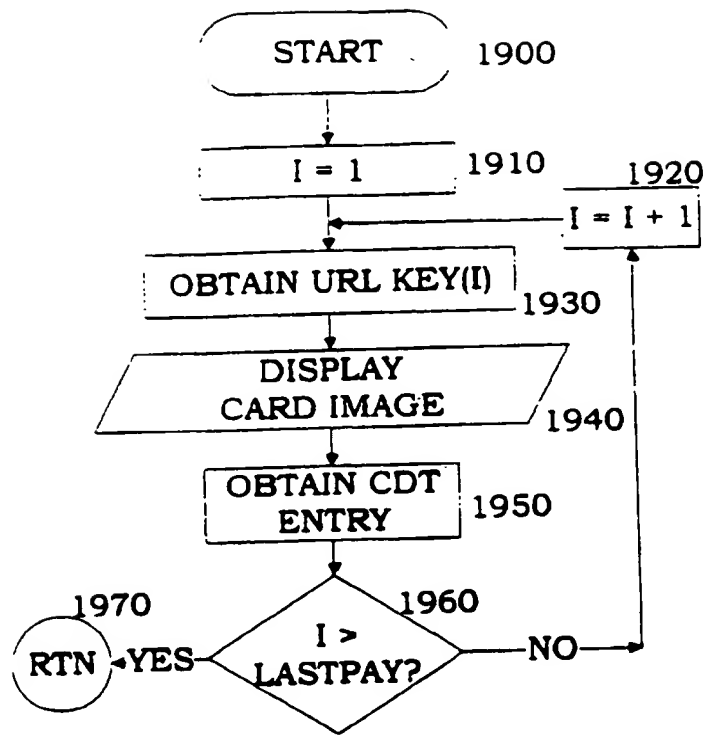 START 1900
I = 1 1910
1920
I = I + 1
OBTAIN URL KEY(I) 1930
DISPLAY
CARD IMAGE 1940
OBTAIN CDT
ENTRY 1950
1960
I >
LASTPAY?
YES
NO
1970
RTN